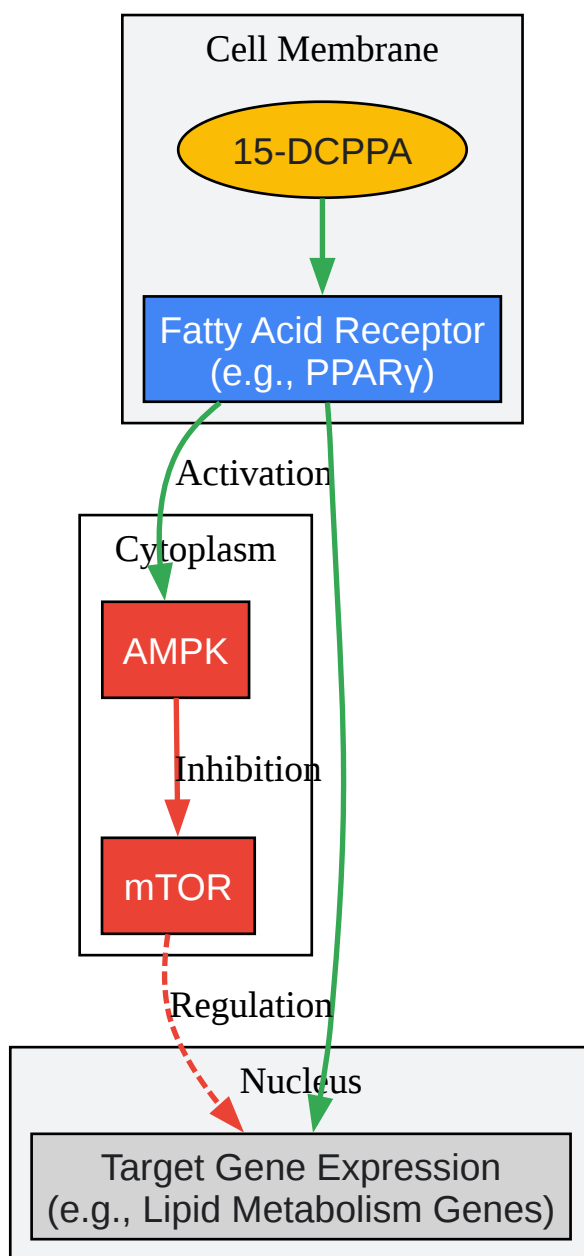 Cell Membrane
15-DCPPA
Fatty Acid Receptor
(e.g., PPARγ)
Activation
Cytoplasm
AMPK
Inhibition
mTOR
Regulation
Nucleus
Target Gene Expression
(e.g., Lipid Metabolism Genes)